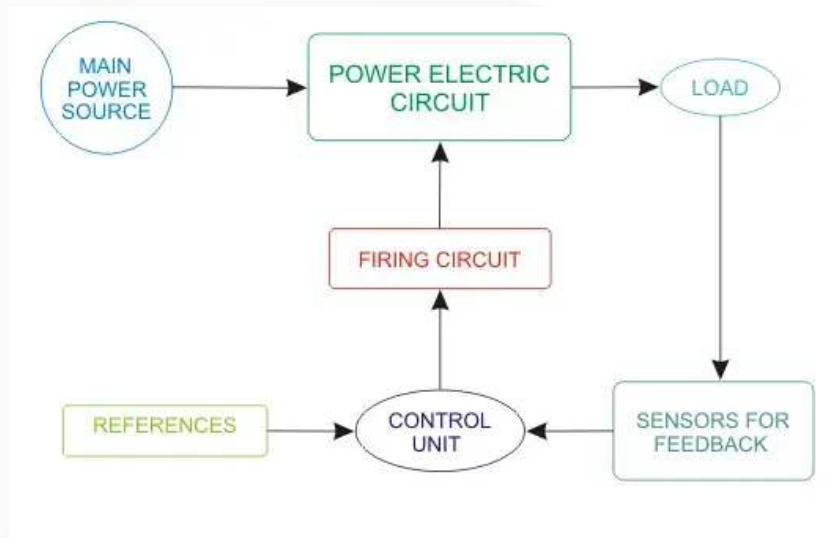 MAIN
POWER
SOURCE
POWER ELECTRIC
CIRCUIT
LOAD
FIRING CIRCUIT
REFERENCES
CONTROL
UNIT
SENSORS FOR
FEEDBACK